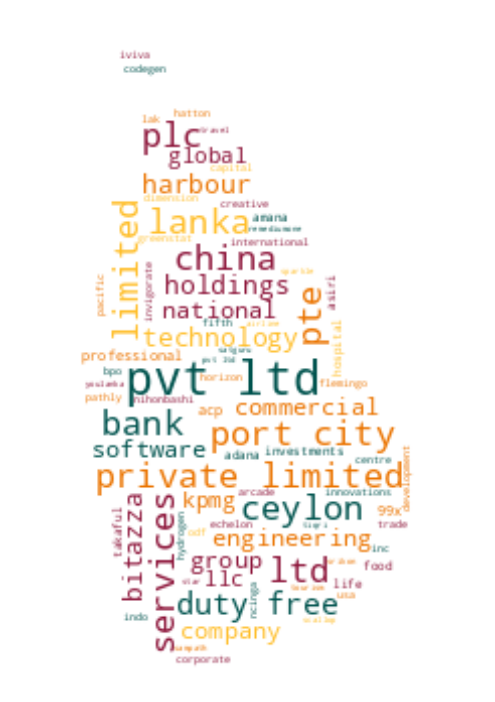 iviva
codegen
hatton
lak
plc
travel
global
capital
harbour
dimension
creative
limited
lanka
amana
greenstat
international
china
sparkle
pacific
invigorate
holdings
asiri
national
pte
fifth
airline
technology
hospital
professional
pvt ltd
bpo
pvt ltd
horizon
youlanka
flemingo
pathly
nihonbashi
acp
commercial
bank
port city
software
adana
investments
centre
private limited
development
arcade
innovations
kpmg
ceylon
99x
bitazza
services
takaful
hydrogen
echelon
trade
odf
engineering
inc
group
llc
ltd
food
star
life
usa
duty free
ncinga
indo
company
sampath
corporate